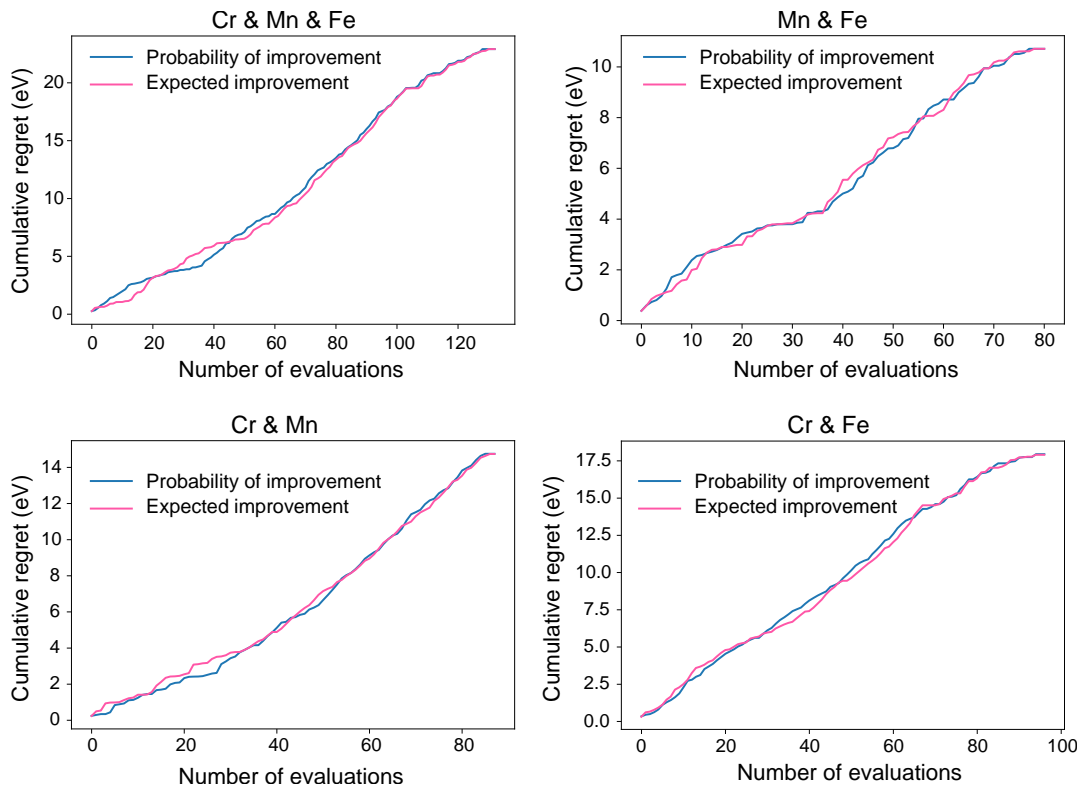 Cr & Mn & Fe
Cumulative regret (eV)
20
15
10
5
0
Probability of improvement
Expected improvement
0 20 40 60 80 100 120
Number of evaluations
Mn & Fe
Cumulative regret (eV)
10
8
6
4
2
0
Probability of improvement
Expected improvement
0 10 20 30 40 50 60 70 80
Number of evaluations
Cr & Mn
Cumulative regret (eV)
14
12
10
8
6
4
2
0
Probability of improvement
Expected improvement
0 20 40 60 80
Number of evaluations
Cr & Fe
Cumulative regret (eV)
17.5
15.0
12.5
10.0
7.5
5.0
2.5
0.0
Probability of improvement
Expected improvement
0 20 40 60 80 100
Number of evaluations